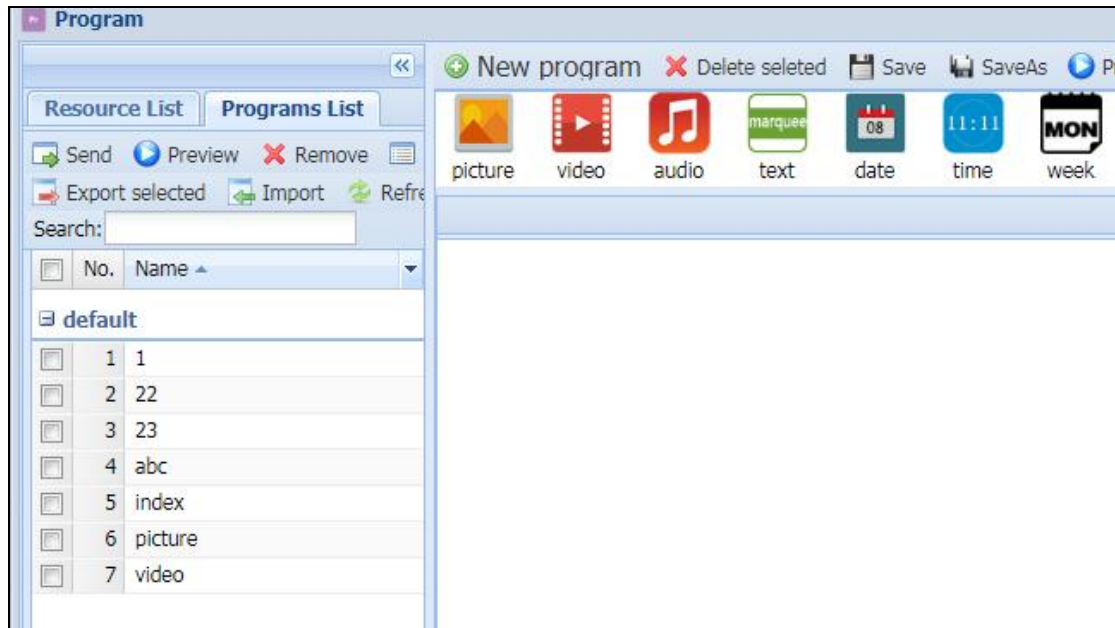 Program
New program Delete seleted Save SaveAs
Resource List Programs List
marquee 08 11:11 MON
picture video audio text date time week
Send Preview Remove
Export selected Import
Search:
No. Name
default
1 1
2 22
3 23
4 abc
5 index
6 picture
7 video